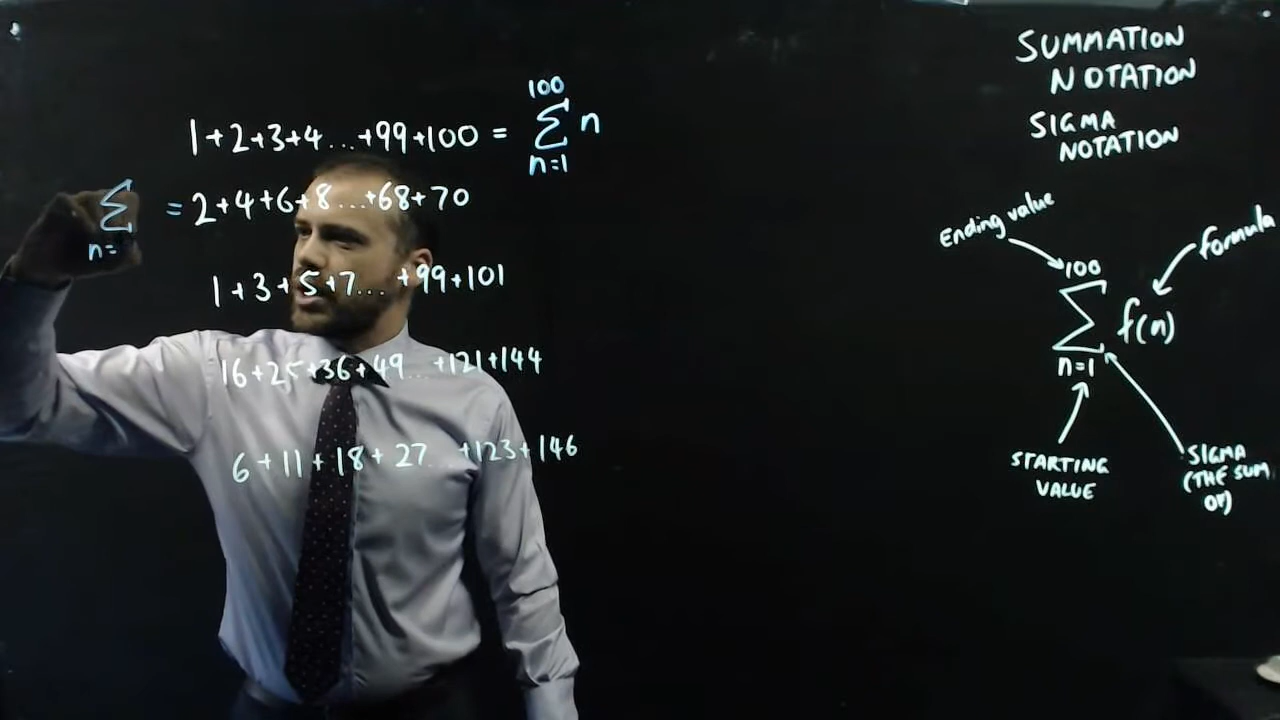 1+2+3+4...+99+100 = 100 Σ n=1 n
Σ n= = 2+4+6+8...+68+70
1+3+5+7... +99+101
16+25+36+49... +121+144
6+11+18+27... +123+146
SUMMATION
NOTATION
SIGMA
NOTATION
Ending value
formula
100
Σ f(n)
n=1
STARTING
VALUE
SIGMA
(THE SUM
OF)